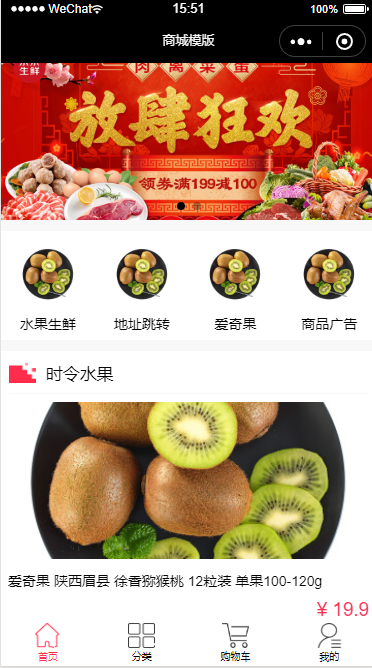 WeChat 15:51 100%
商城模版
肉禽菜蛋
生鲜
放肆狂欢
领券满199减100
水果生鲜 地址跳转 爱奇果 商品广告
时令水果
爱奇果 陕西眉县 徐香猕猴桃 12粒装 单果100-120g
¥ 19.9
首页 分类 购物车 我的